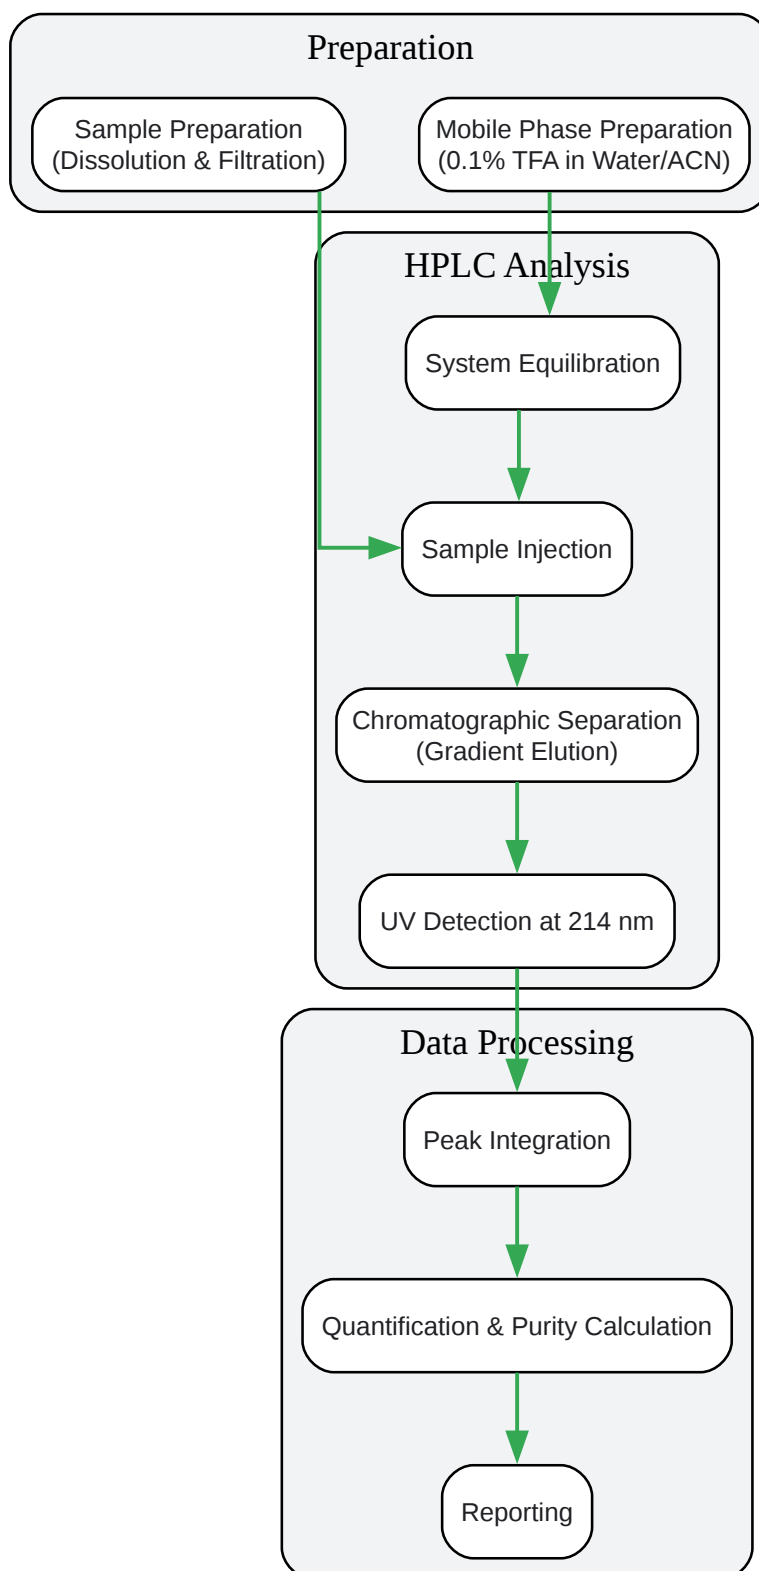 Preparation
Sample Preparation
(Dissolution & Filtration)
Mobile Phase Preparation
(0.1% TFA in Water/ACN)
HPLC Analysis
System Equilibration
Sample Injection
Chromatographic Separation
(Gradient Elution)
UV Detection at 214 nm
Data Processing
Peak Integration
Quantification & Purity Calculation
Reporting